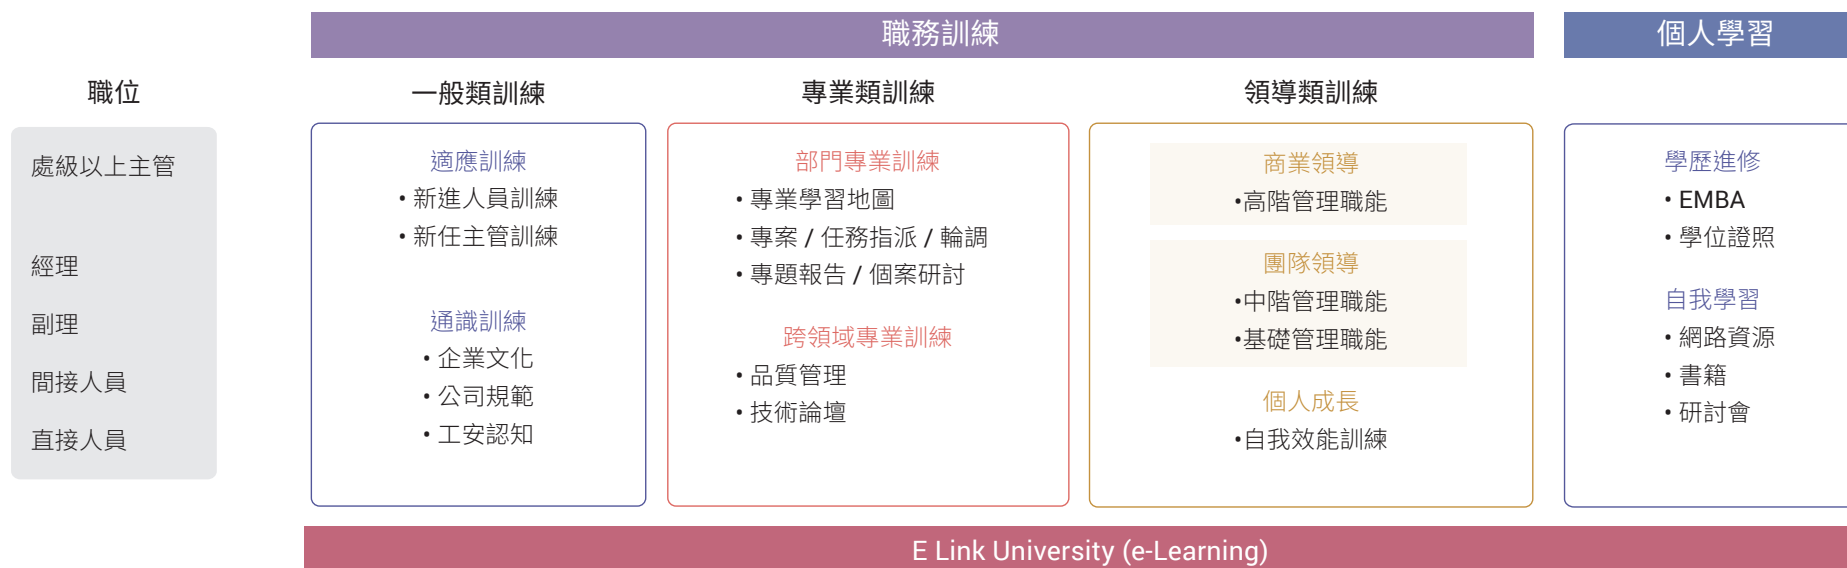 職務訓練
個人學習
職位
處級以上主管
經理
副理
間接人員
直接人員
一般類訓練
適應訓練
• 新進人員訓練
• 新任主管訓練
通識訓練
• 企業文化
• 公司規範
• 工安認知
專業類訓練
部門專業訓練
• 專業學習地圖
• 專案 / 任務指派 / 輪調
• 專題報告 / 個案研討
跨領域專業訓練
• 品質管理
• 技術論壇
領導類訓練
商業領導
•高階管理職能
團隊領導
•中階管理職能
•基礎管理職能
個人成長
•自我效能訓練
學歷進修
• EMBA
• 學位證照
自我學習
• 網路資源
• 書籍
• 研討會
E Link University (e-Learning)